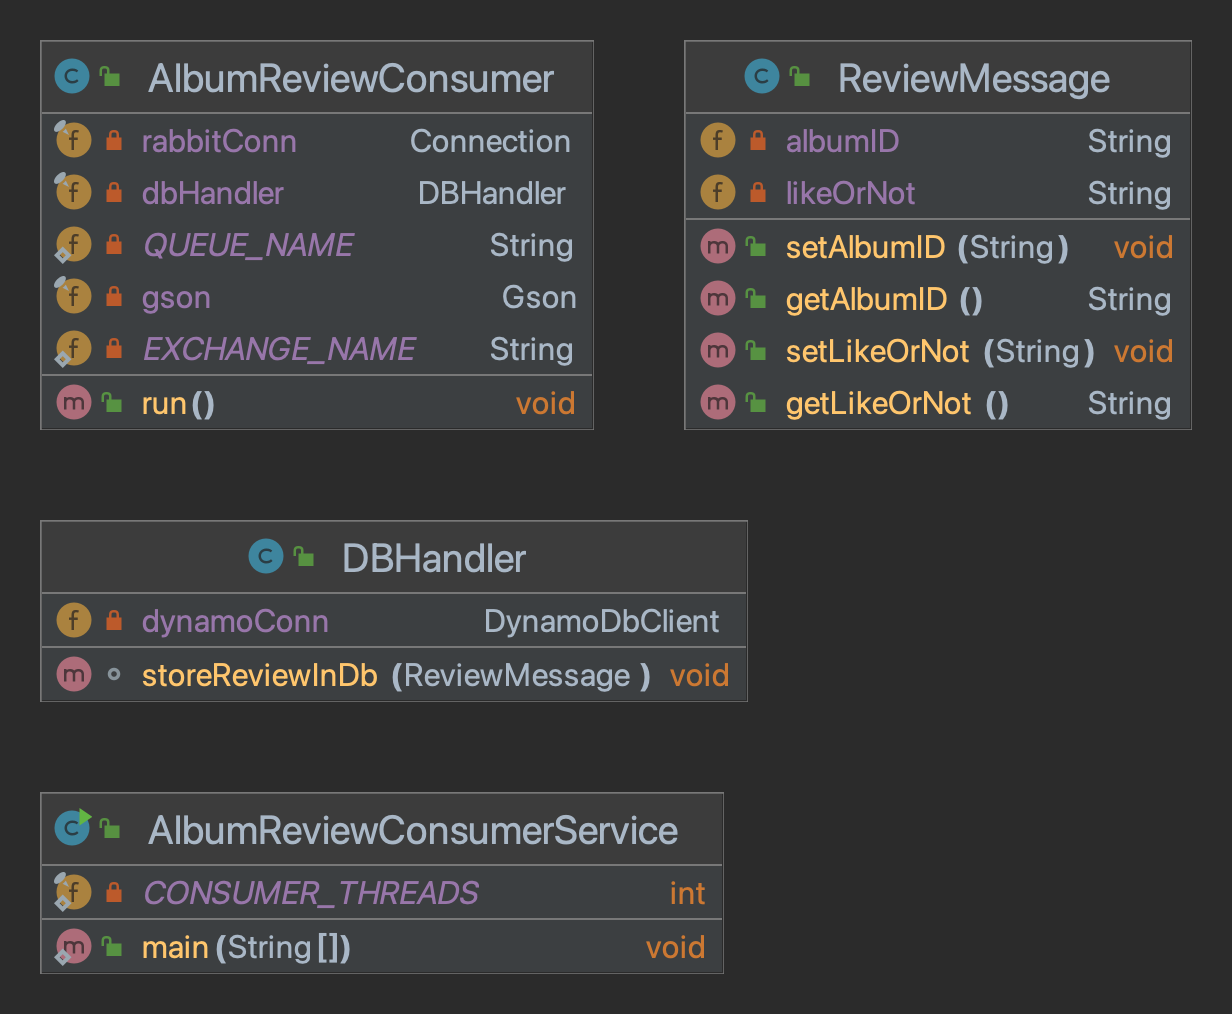 AlbumReviewConsumer
rabbitConn Connection
dbHandler DBHandler
QUEUE_NAME String
gson Gson
EXCHANGE_NAME String
run() void
ReviewMessage
albumID String
likeOrNot String
setAlbumID (String) void
getAlbumID () String
setLikeOrNot (String) void
getLikeOrNot () String
DBHandler
dynamoConn DynamoDbClient
storeReviewInDb (ReviewMessage ) void
AlbumReviewConsumerService
CONSUMER_THREADS int
main (String []) void